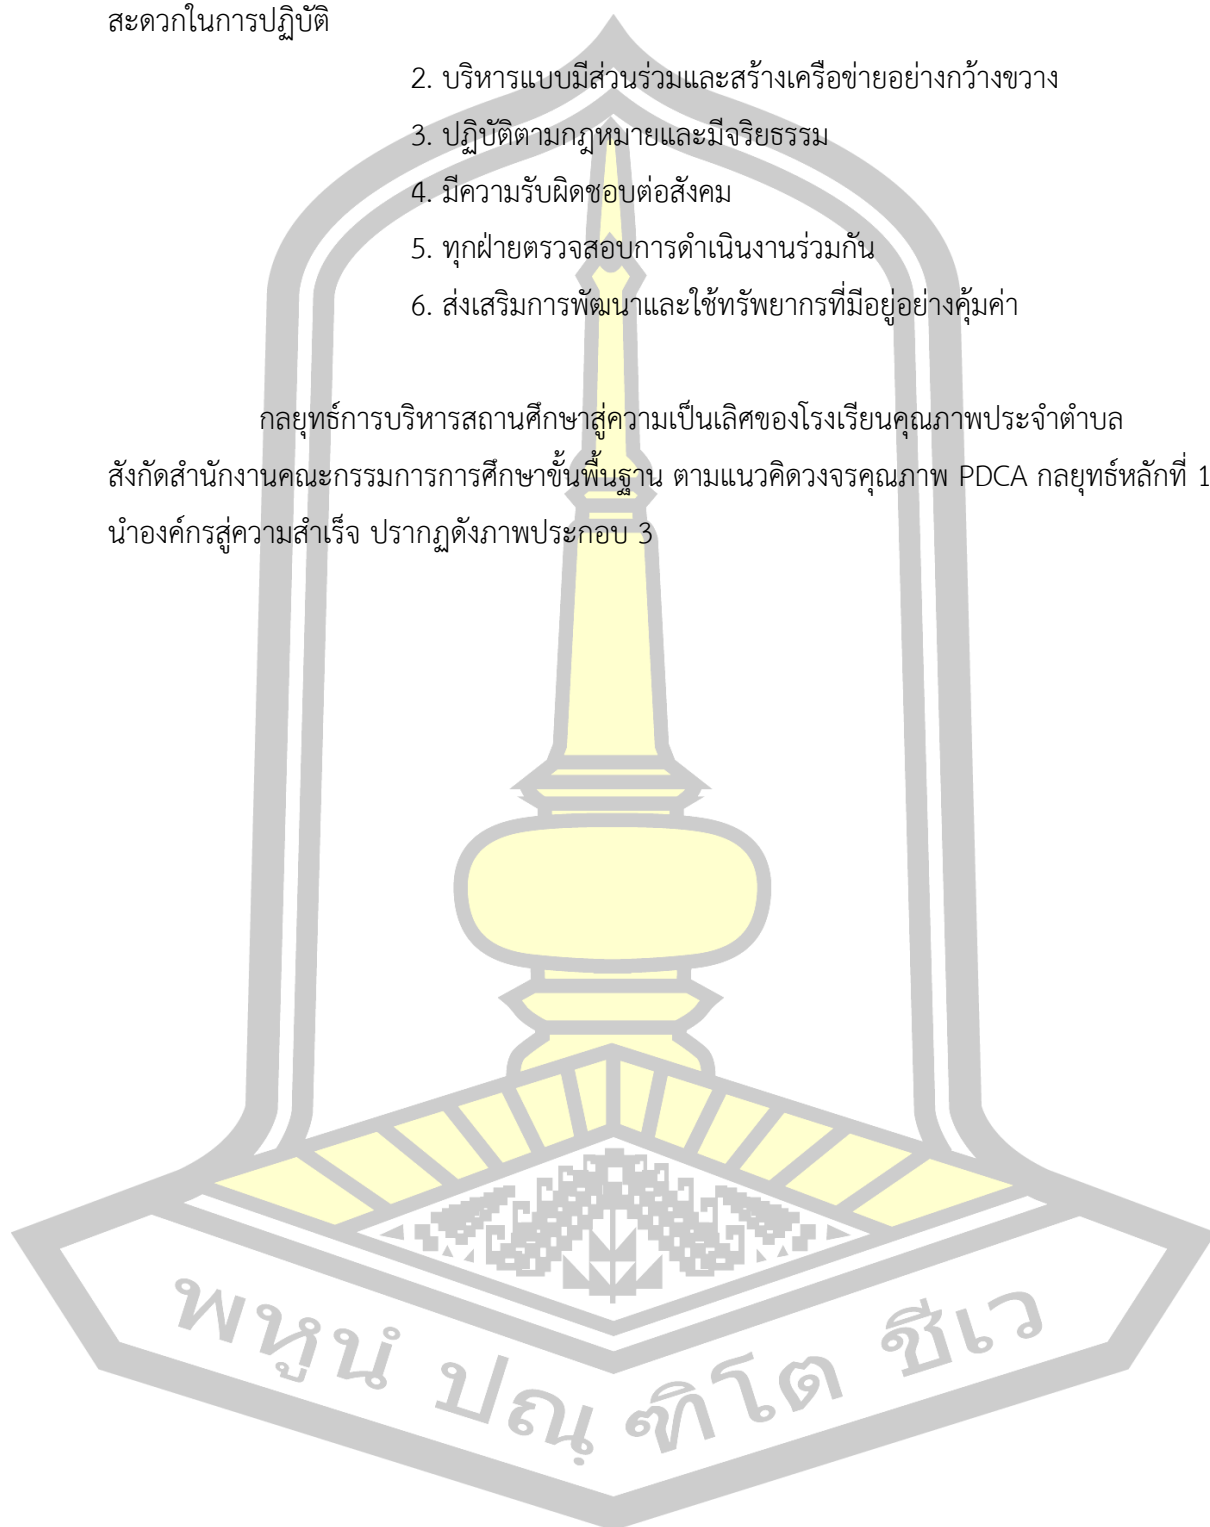 สะดวกในการปฏิบัติ
2. บริหารแบบมีส่วนร่วมและสร้างเครือข่ายอย่างกว้างขวาง
3. ปฏิบัติตามกฎหมายและมีจริยธรรม
4. มีความรับผิดชอบต่อสังคม
5. ทุกฝ่ายตรวจสอบการดำเนินงานร่วมกัน
6. ส่งเสริมการพัฒนาและใช้ทรัพยากรที่มีอยู่อย่างคุ้มค่า
กลยุทธ์การบริหารสถานศึกษาสู่ความเป็นเลิศของโรงเรียนคุณภาพประจำตำบล
สังกัดสำนักงานคณะกรรมการการศึกษาขั้นพื้นฐาน ตามแนวคิดวงจรคุณภาพ PDCA กลยุทธ์หลักที่ 1
นำองค์กรสู่ความสำเร็จ ปรากฏดังภาพประกอบ 3
พหูนํ ปณฺฑิโต ชีเว